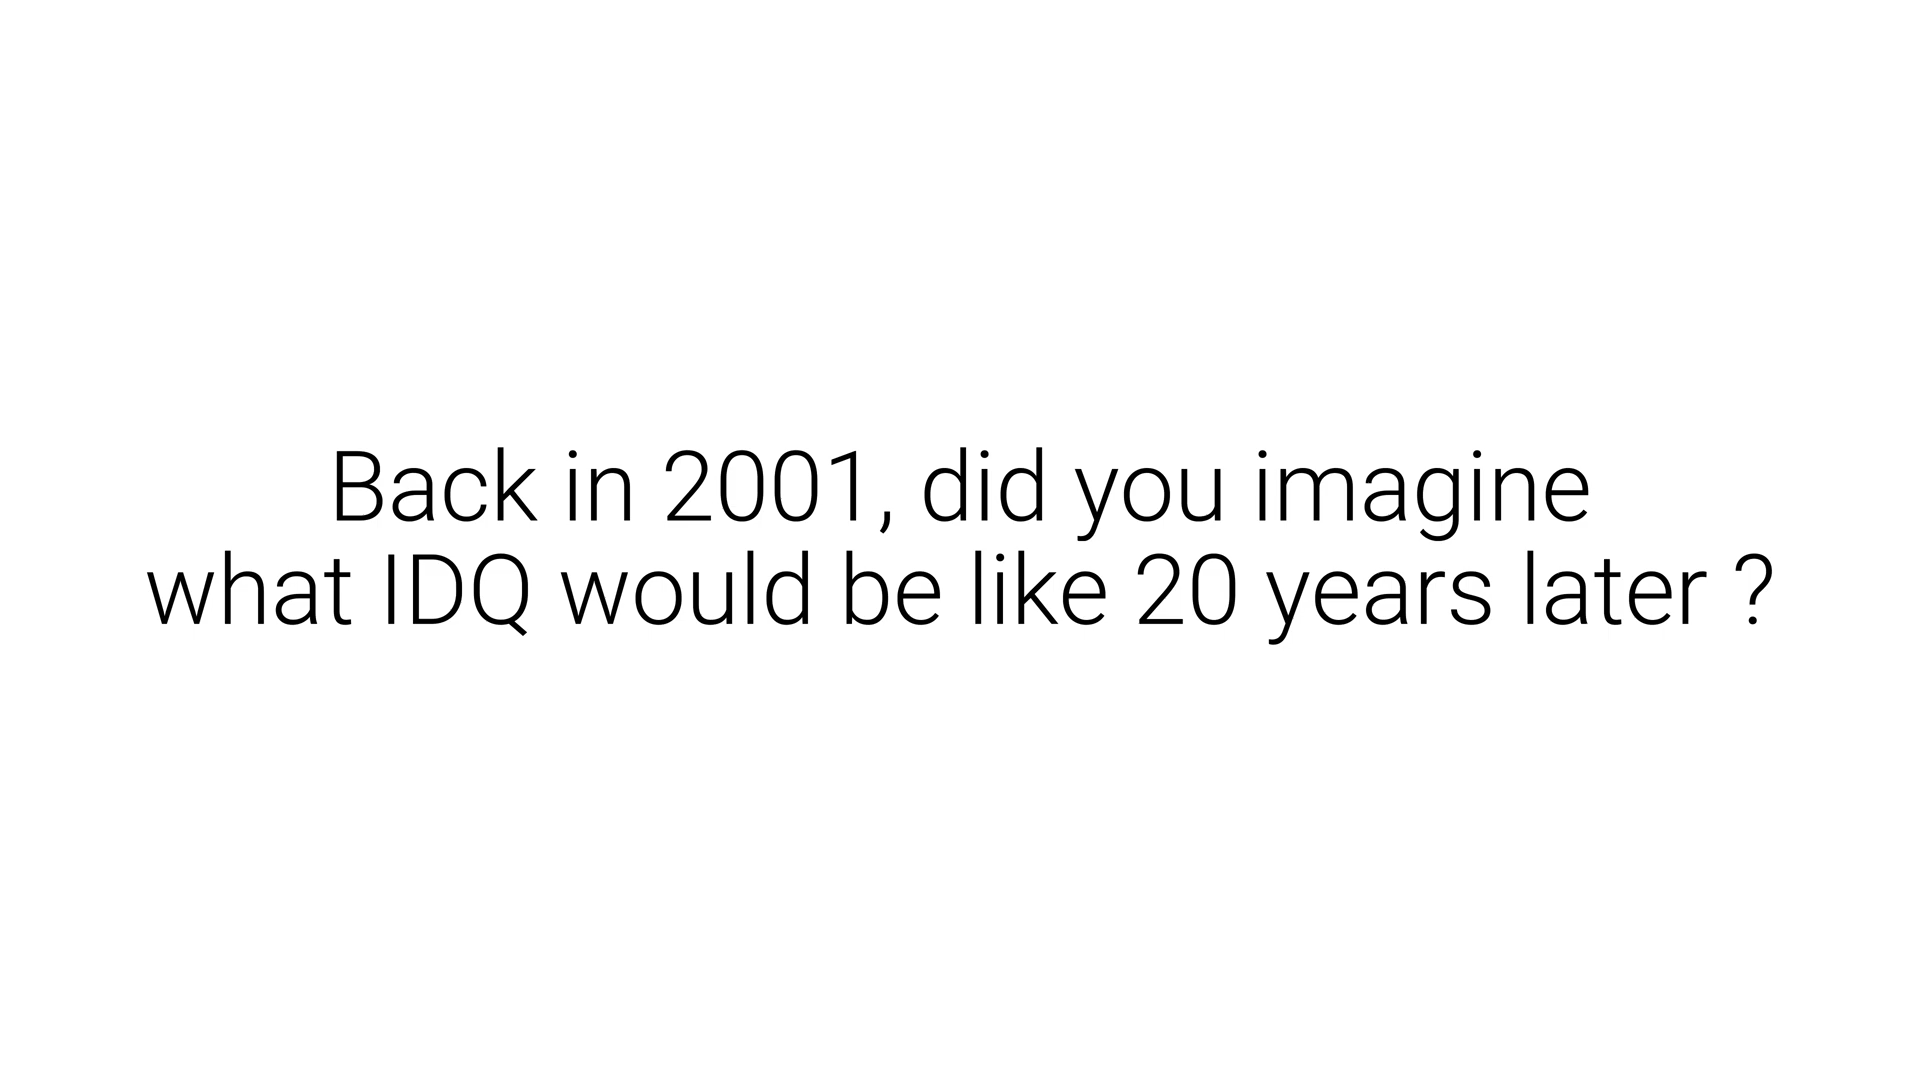 Back in 2001, did you imagine
what IDQ would be like 20 years later ?